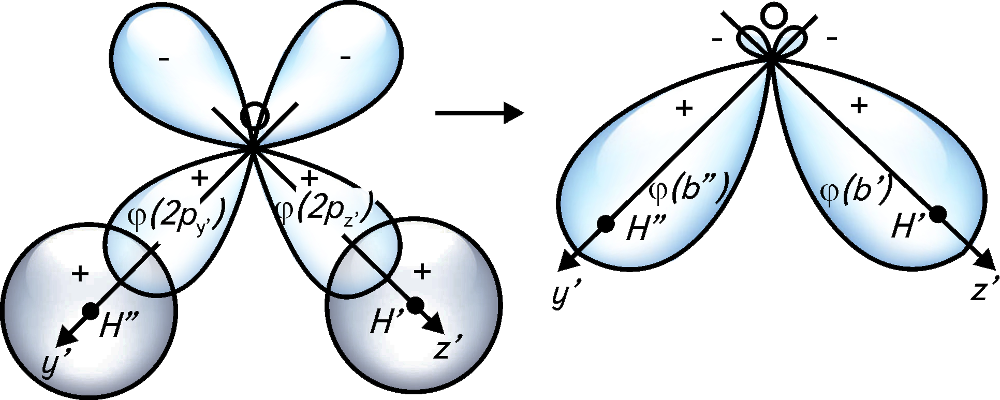 - -
O
+ +
φ(2py') φ(2pz')
+ +
H" H'
y' z'
O
- -
+ +
φ(b") φ(b')
H" H'
y' z'